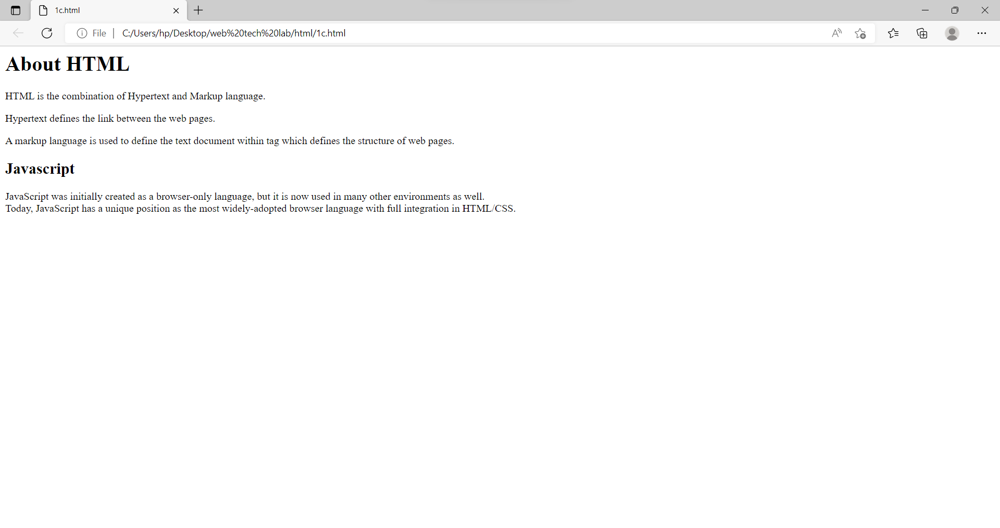 1c.html
File
C:/Users/hp/Desktop/web%20tech%20lab/html/1c.html
About HTML
HTML is the combination of Hypertext and Markup language.
Hypertext defines the link between the web pages.
A markup language is used to define the text document within tag which defines the structure of web pages.
Javascript
JavaScript was initially created as a browser-only language, but it is now used in many other environments as well.
Today, JavaScript has a unique position as the most widely-adopted browser language with full integration in HTML/CSS.